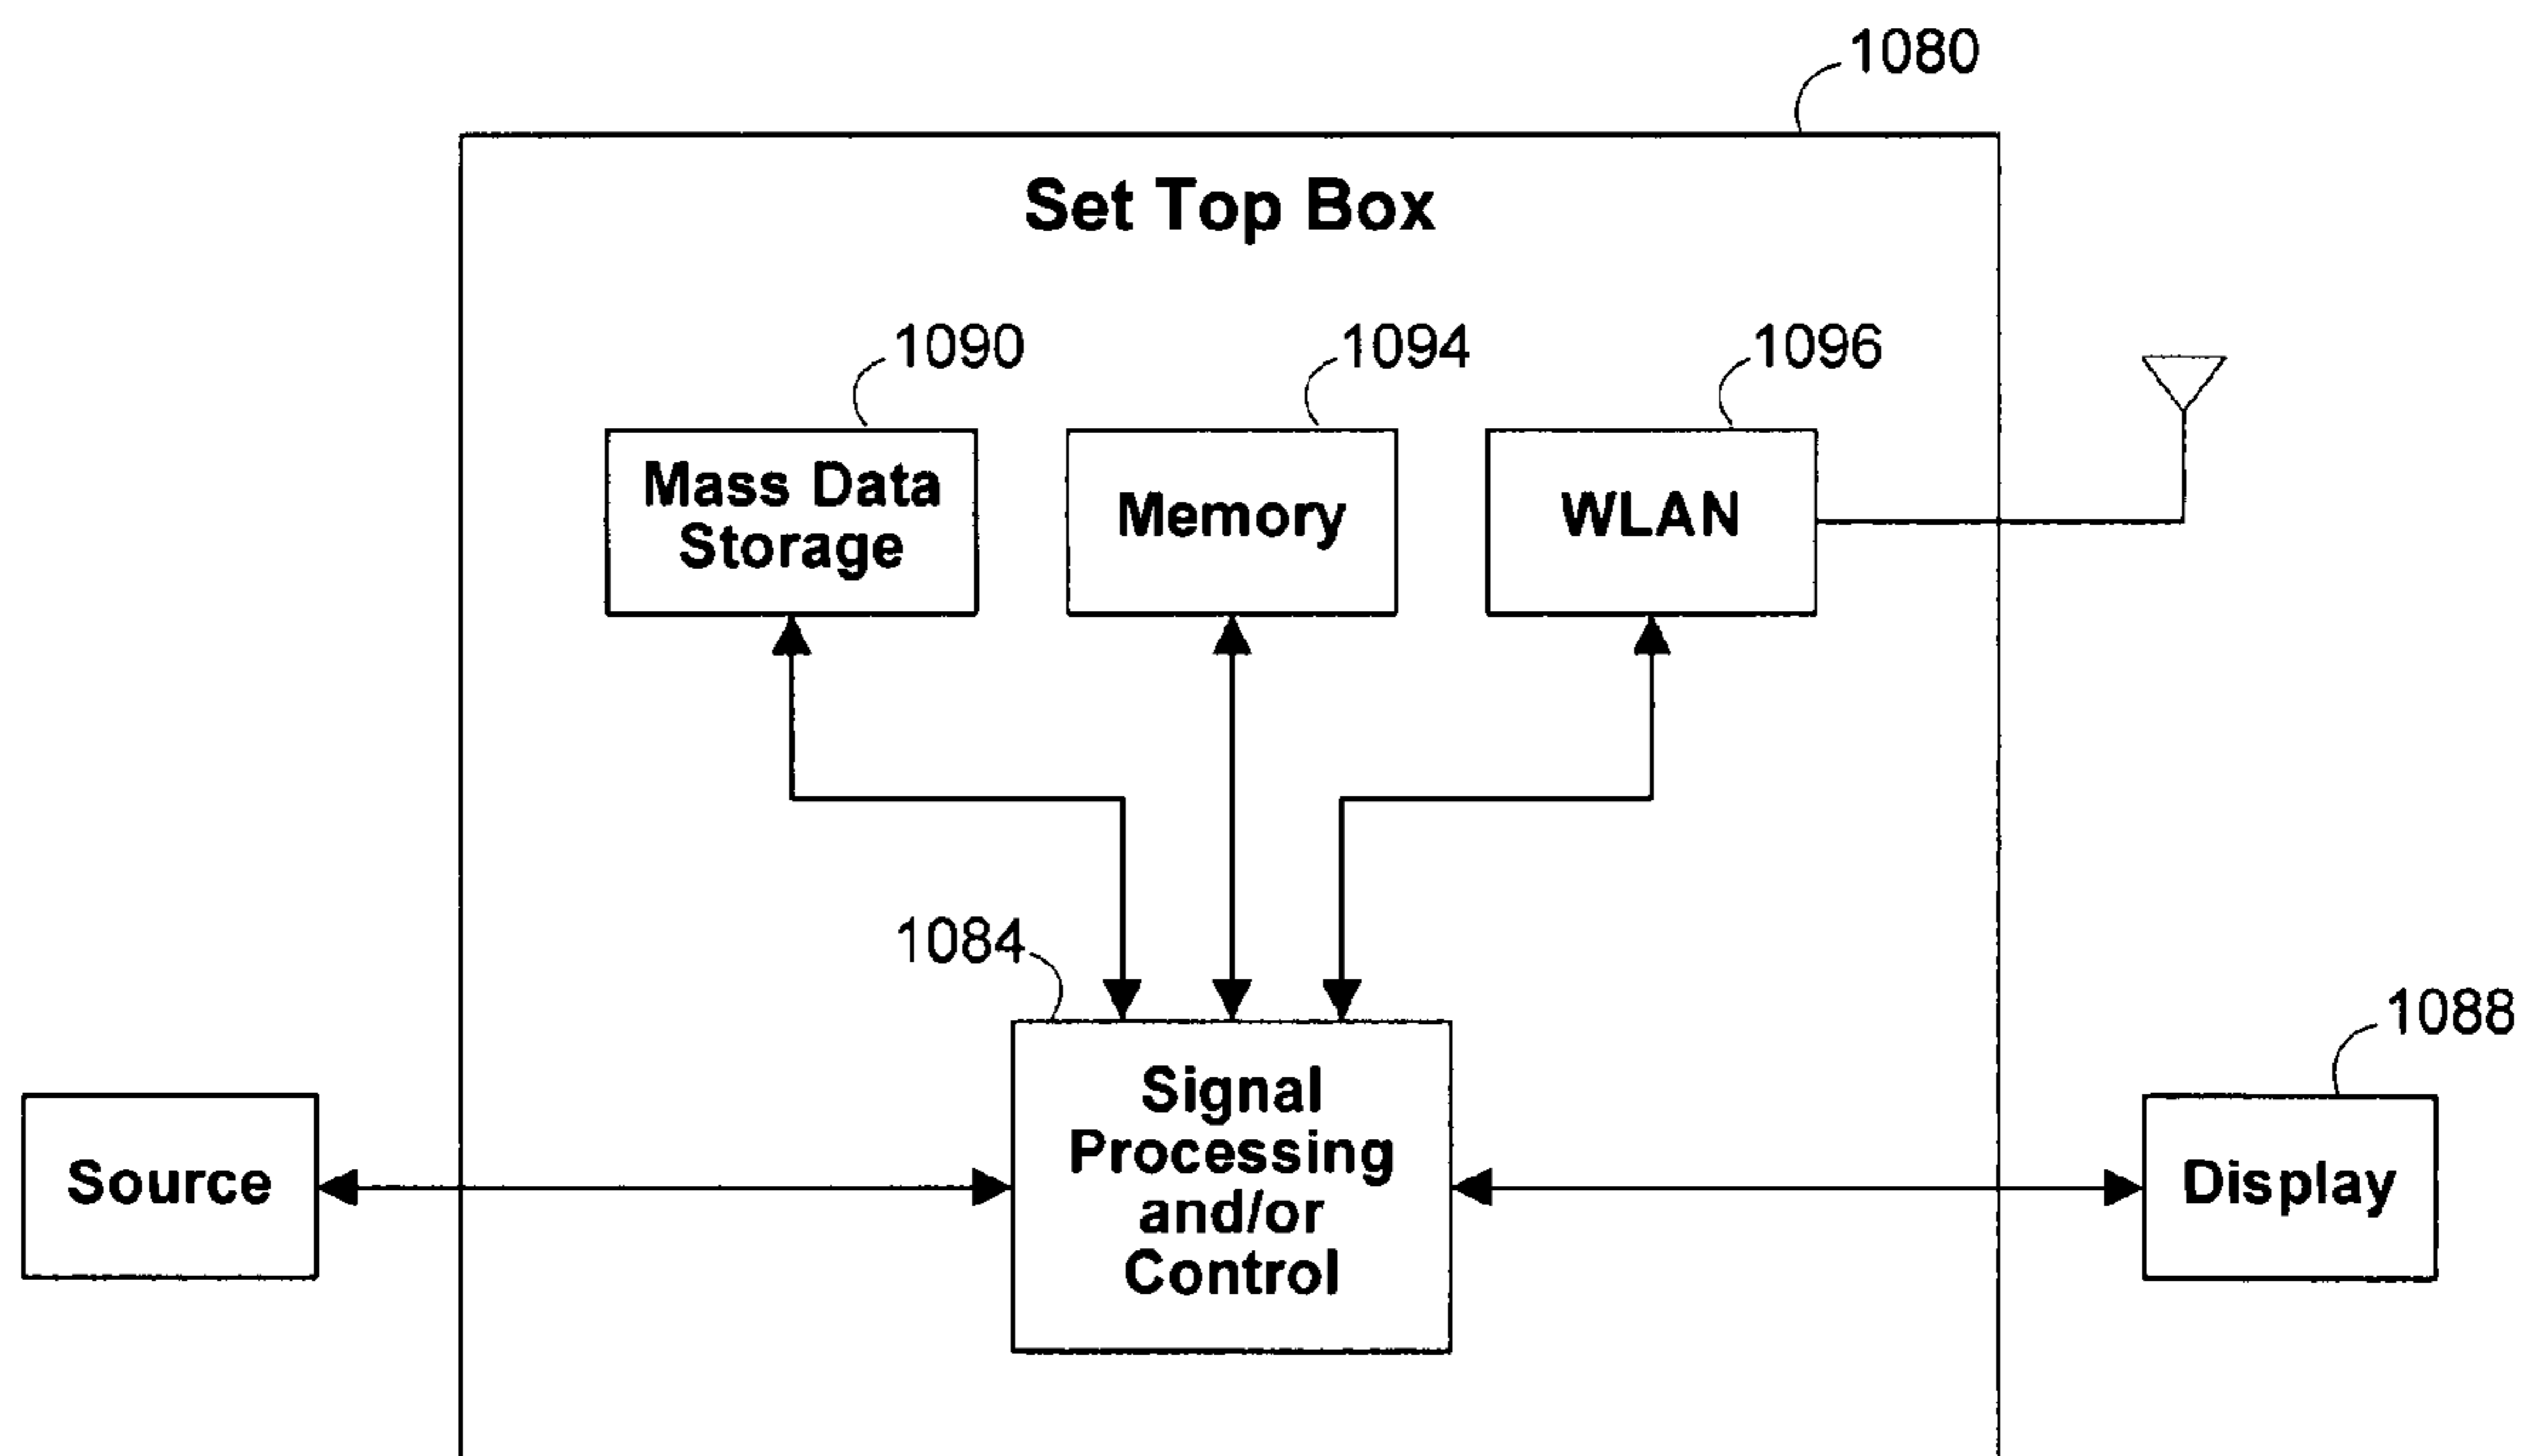 1080
Set Top Box
1090
1094
1096
Mass Data
Storage
Memory
WLAN
1084
1088
Signal
Processing
and/or
Control
Source
Display